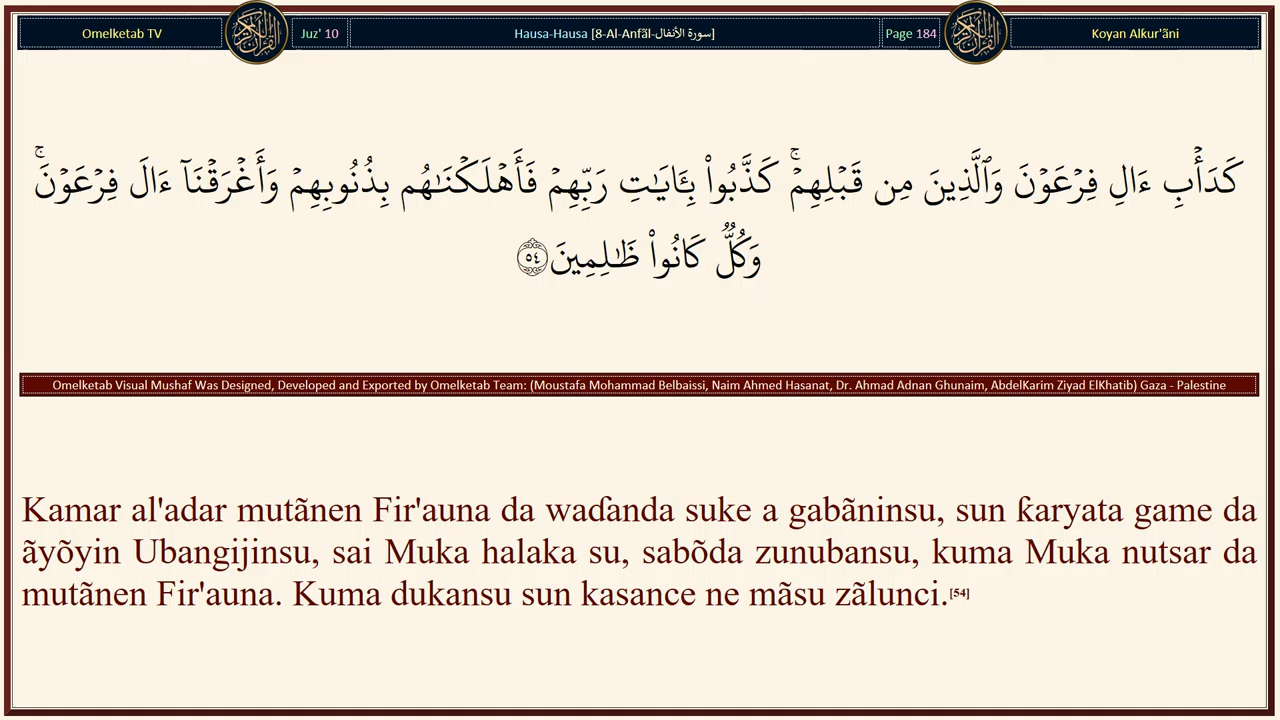 Omelketab TV
Juz' 10
Hausa-Hausa [8-Al-Anfãl-سورة الأنفال]
Page 184
Koyan Alƙur'ãni
كَدَأۡبِ ءَالِ فِرۡعَوۡنَ وَٱلَّذِينَ مِن قَبۡلِهِمۡۚ كَذَّبُواْ بِـَٔايَٰتِ رَبِّهِمۡ فَأَهۡلَكۡنَٰهُم بِذُنُوبِهِمۡ وَأَغۡرَقۡنَآ ءَالَ فِرۡعَوۡنَۚ
وَكُلّٞ كَانُواْ ظَٰلِمِينَ ٥٤
Omelketab Visual Mushaf Was Designed, Developed and Exported by Omelketab Team: (Moustafa Mohammad Belbaissi, Naim Ahmed Hasanat, Dr. Ahmad Adnan Ghunaim, AbdelKarim Ziyad ElKhatib) Gaza - Palestine
Kamar al'adar mutãnen Fir'auna da waɗanda suke a gabãninsu, sun ƙaryata game da
ãyõyin Ubangijinsu, sai Muka halaka su, sabõda zunubansu, kuma Muka nutsar da
mutãnen Fir'auna. Kuma dukansu sun kasance ne mãsu zãlunci.[54]